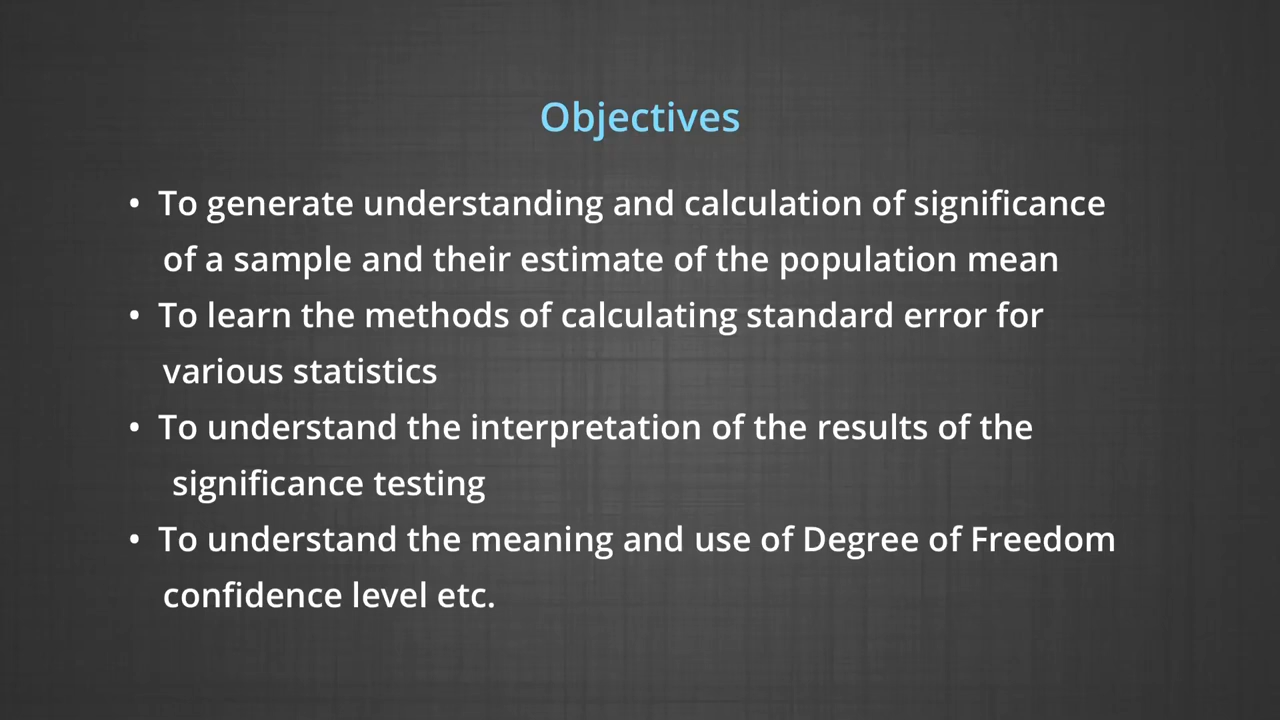 Objectives
• To generate understanding and calculation of significance
of a sample and their estimate of the population mean
• To learn the methods of calculating standard error for
various statistics
• To understand the interpretation of the results of the
significance testing
• To understand the meaning and use of Degree of Freedom
confidence level etc.